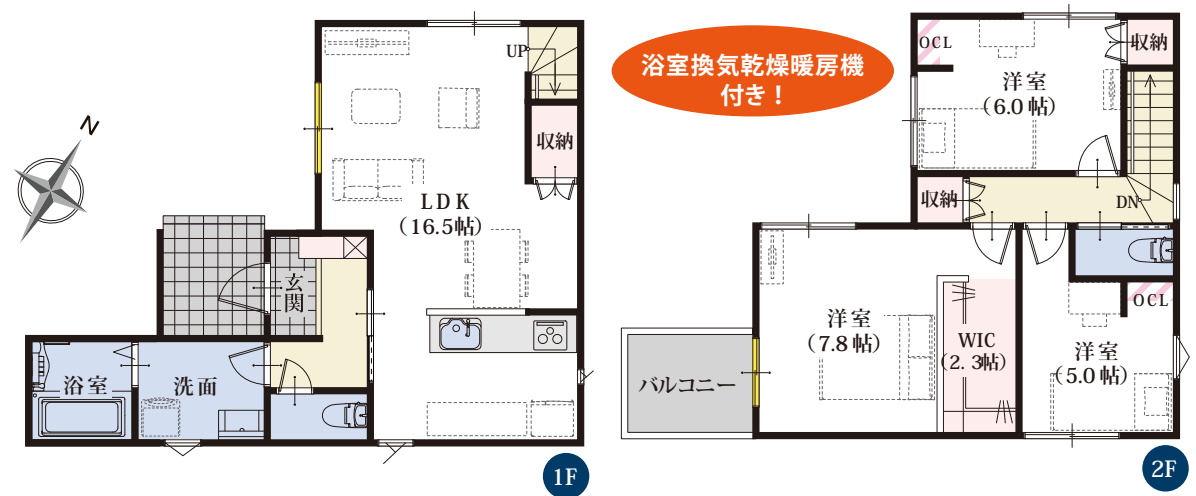 N
UP
収納
LDK
(16.5帖)
玄関
浴室
洗面
1F
浴室換気乾燥暖房機
付き！
OCL
収納
洋室
(6.0帖)
収納
DN
洋室
(7.8帖)
WIC
(2.3帖)
OCL
洋室
(5.0帖)
バルコニー
2F